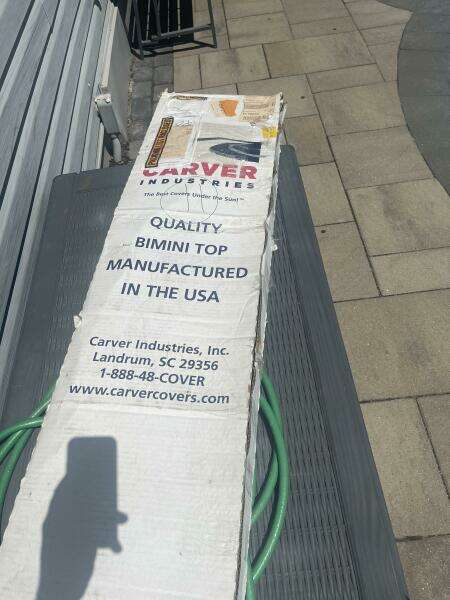 CARVER
INDUSTRIES
The Best Covers Under the Sun!™
QUALITY
BIMINI TOP
MANUFACTURED
IN THE USA
Carver Industries, Inc.
Landrum, SC 29356
1-888-48-COVER
www.carvercovers.com